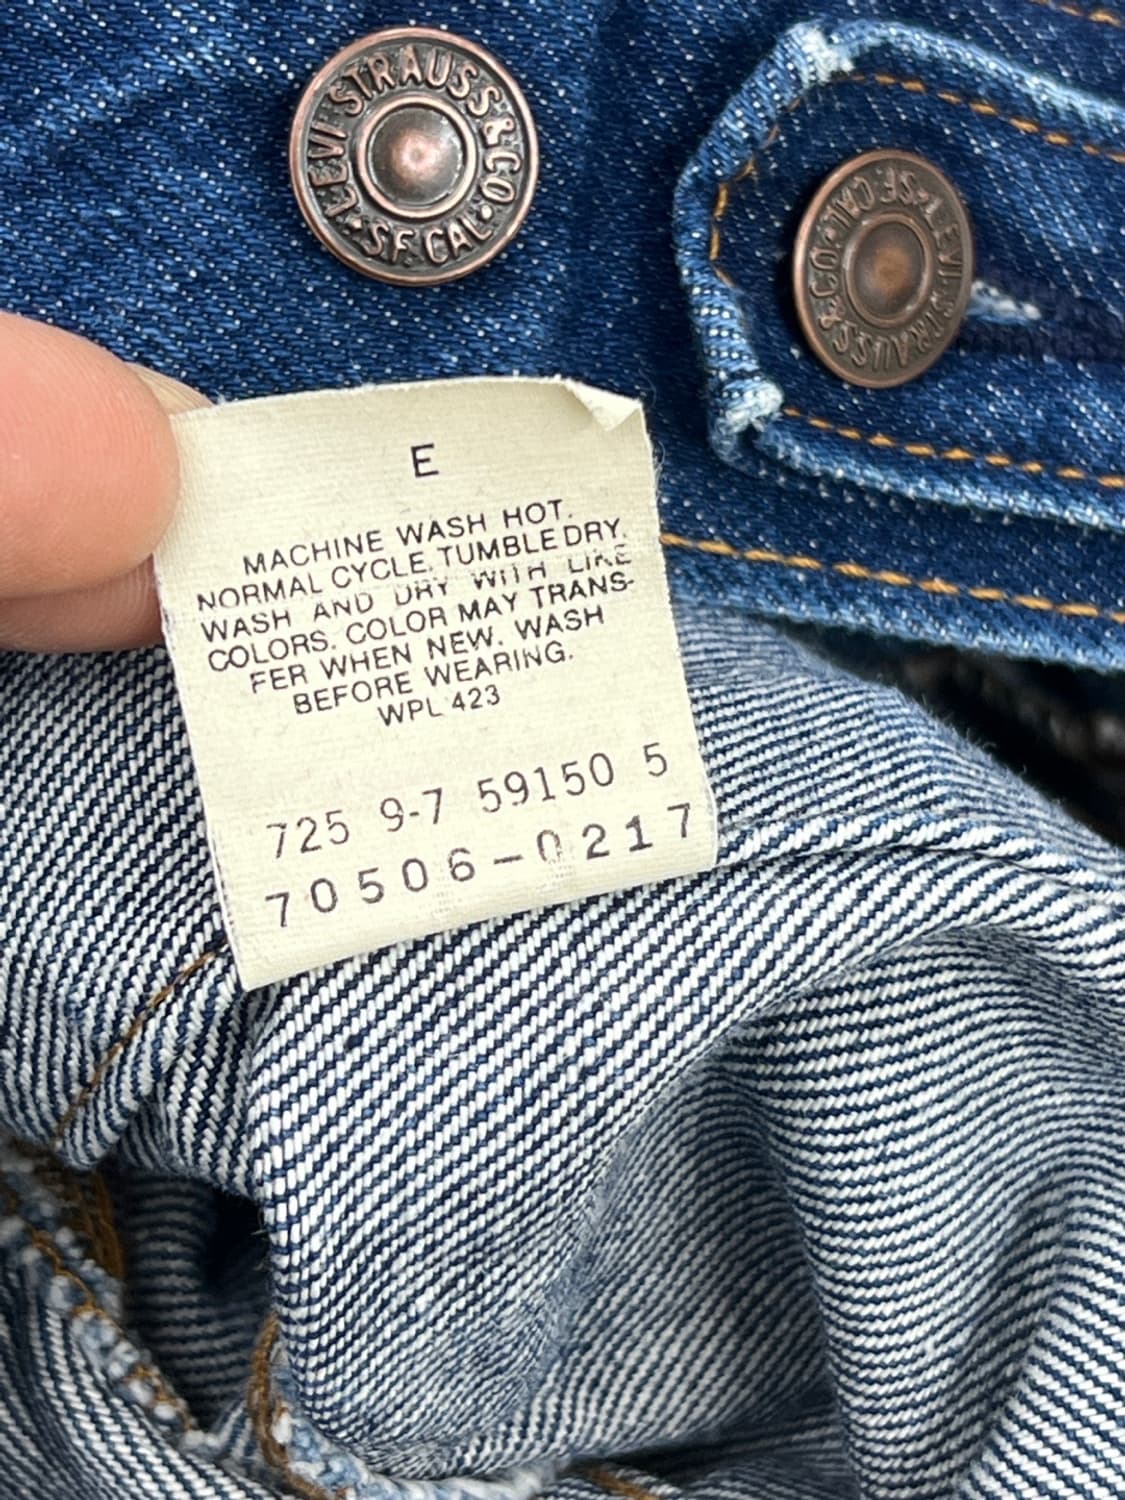 LEVI STRAUSS & CO
S.F. CAL.
LEVI STRAUSS & CO.
SF CAL
E
MACHINE WASH HOT.
NORMAL CYCLE. TUMBLE DRY.
WASH AND DRY WITH LIKE
COLORS. COLOR MAY TRANS-
FER WHEN NEW. WASH
BEFORE WEARING.
WPL 423
725 9-7 59150 5
70506-0217